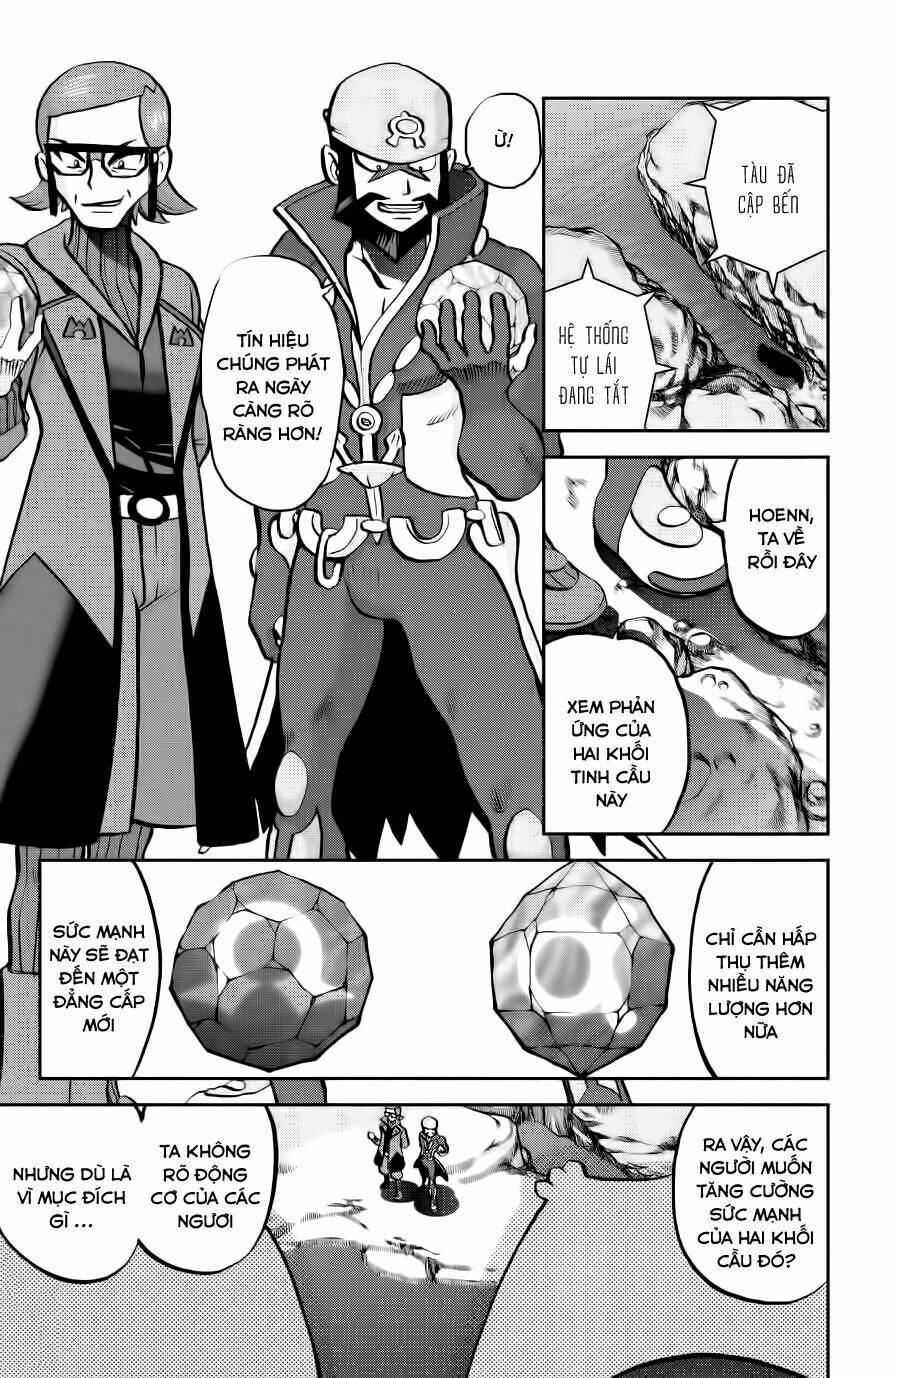 TÀU ĐÃ
CẬP BẾN
HỆ THỐNG
TỰ LÁI
ĐANG TẮT
HOENN,
TA VỀ
RỒI ĐÂY
XEM PHẢN
ỨNG CỦA
HAI KHỐI
TINH CẦU
NÀY
Ừ!
TÍN HIỆU
CHÚNG PHÁT
RA NGÀY
CÀNG RÕ
RÀNG HƠN!
CHỈ CẦN HẤP
THỤ THÊM
NHIỀU NĂNG
LƯỢNG HƠN
NỮA
SỨC MẠNH
NÀY SẼ ĐẠT
ĐẾN MỘT
ĐẲNG CẤP
MỚI
RA VẬY, CÁC
NGƯỜI MUỐN
TĂNG CƯỜNG
SỨC MẠNH
CỦA HAI KHỐI
CẦU ĐÓ?
TA KHÔNG
RÕ ĐỘNG
CƠ CỦA CÁC
NGƯƠI
NHƯNG DÙ LÀ
VÌ MỤC ĐÍCH
GÌ ...